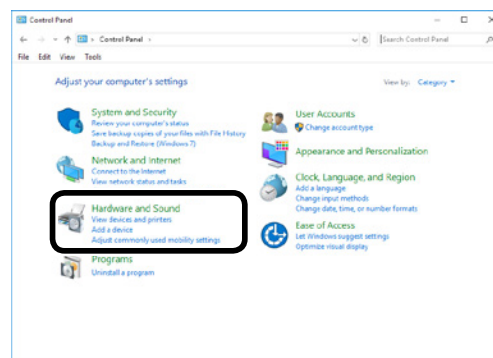 Control Panel
Control Panel
Search Control Panel
File Edit View Tools
Adjust your computer's settings
View by: Category
System and Security
Review your computer's status
Save backup copies of your files with File History
Backup and Restore (Windows 7)
Network and Internet
Connect to the Internet
View network status and tasks
Hardware and Sound
View devices and printers
Add a device
Adjust commonly used mobility settings
Programs
Uninstall a program
User Accounts
Change account type
Appearance and Personalization
Clock, Language, and Region
Add a language
Change input methods
Change date, time, or number formats
Ease of Access
Let Windows suggest settings
Optimize visual display